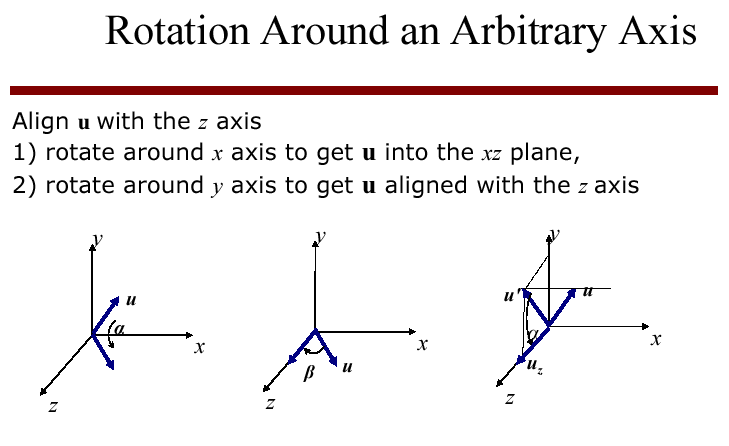 Rotation Around an Arbitrary Axis
Align u with the z axis
1) rotate around x axis to get u into the xz plane,
2) rotate around y axis to get u aligned with the z axis
y
u
α
x
z
y
x
β
u
z
y
u'
u
α
x
u_z
z